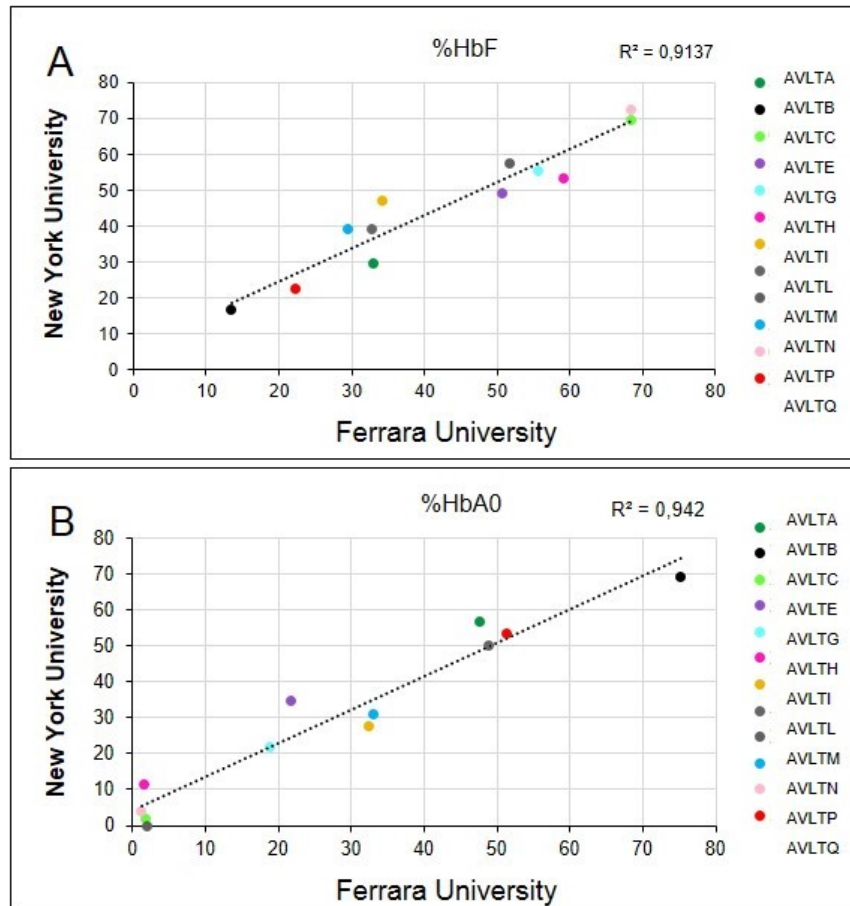 A
%HbF
R² = 0,9137
New York University
80
70
60
50
40
30
20
10
0
0 10 20 30 40 50 60 70 80
Ferrara University
AVLTA
AVLTB
AVLTC
AVLTE
AVLTG
AVLTH
AVLTI
AVLTL
AVLTM
AVLTN
AVLTP
AVLTQ
B
%HbA0
R² = 0,942
New York University
80
70
60
50
40
30
20
10
0
0 10 20 30 40 50 60 70 80
Ferrara University
AVLTA
AVLTB
AVLTC
AVLTE
AVLTG
AVLTH
AVLTI
AVLTL
AVLTM
AVLTN
AVLTP
AVLTQ